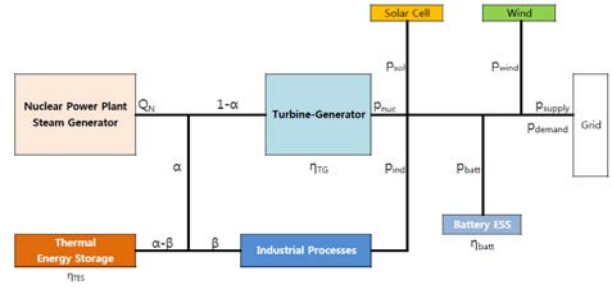 Solar Cell
Wind
psol
pwind
Nuclear Power Plant
Steam Generator
QN
1-α
Turbine-Generator
pnuc
psupply
pdemand
Grid
ηTG
α
pind
pbatt
Battery ESS
ηbatt
Thermal
Energy Storage
α-β
β
Industrial Processes
ηTES